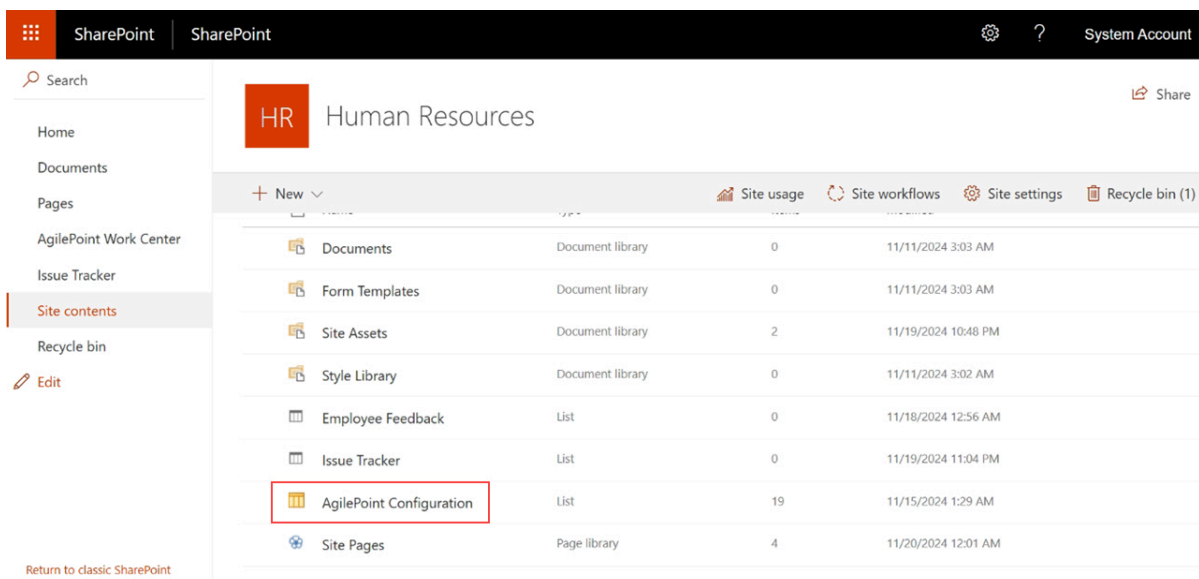 SharePoint SharePoint ? System Account
Search
Home
Documents
Pages
AgilePoint Work Center
Issue Tracker
Site contents
Recycle bin
Edit
Return to classic SharePoint
HR Human Resources
Share
New Site usage Site workflows Site settings Recycle bin (1)
Documents Document library 0 11/11/2024 3:03 AM
Form Templates Document library 0 11/11/2024 3:03 AM
Site Assets Document library 2 11/19/2024 10:48 PM
Style Library Document library 0 11/11/2024 3:02 AM
Employee Feedback List 0 11/18/2024 12:56 AM
Issue Tracker List 0 11/19/2024 11:04 PM
AgilePoint Configuration List 19 11/15/2024 1:29 AM
Site Pages Page library 4 11/20/2024 12:01 AM